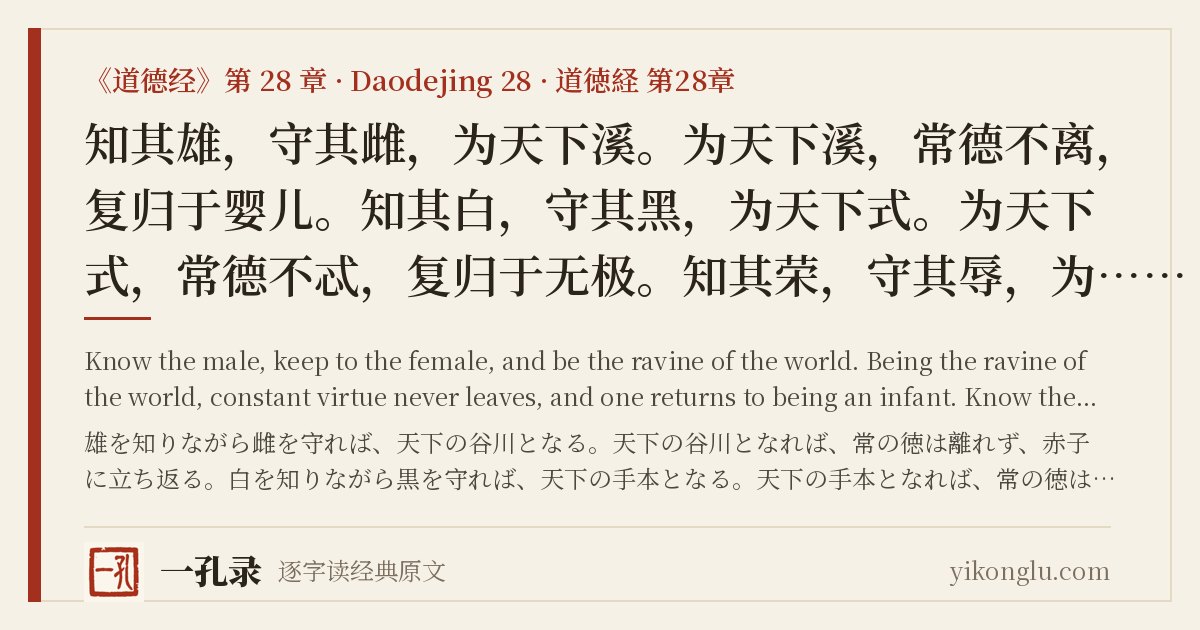 《道德经》第 28 章 · Daodejing 28 · 道徳経 第28章
知其雄，守其雌，为天下溪。为天下溪，常德不离，
复归于婴儿。知其白，守其黑，为天下式。为天下
式，常德不忒，复归于无极。知其荣，守其辱，为……
Know the male, keep to the female, and be the ravine of the world. Being the ravine of
the world, constant virtue never leaves, and one returns to being an infant. Know the...
雄を知りながら雌を守れば、天下の谷川となる。天下の谷川となれば、常の徳は離れず、赤子
に立ち返る。白を知りながら黒を守れば、天下の手本となる。天下の手本となれば、常の徳は…
一孔
一孔录 逐字读经典原文
yikonglu.com